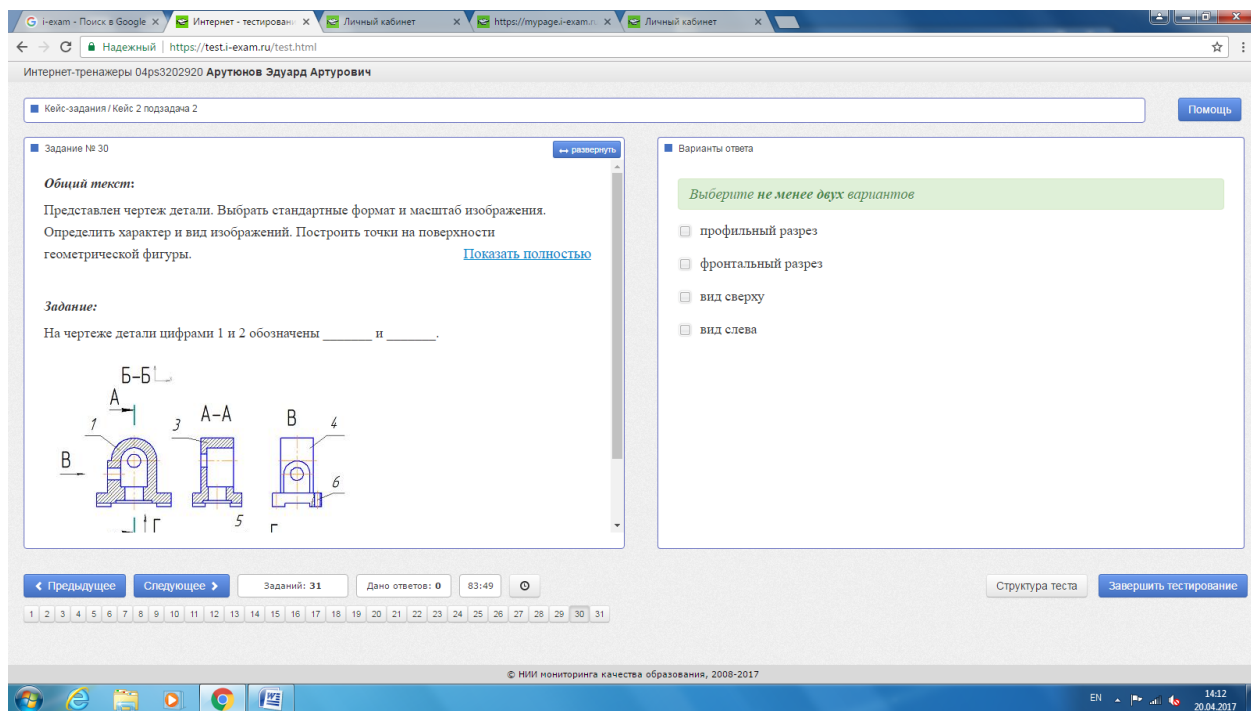 i-exam - Поиск в Google
Интернет - тестировани
Личный кабинет
https://mypage.i-exam.ru
Личный кабинет
Надежный | https://test.i-exam.ru/test.html
Интернет-тренажеры 04ps3202920 Арутюнов Эдуард Артурович
Кейс-задания / Кейс 2 подзадача 2
Помощь
Задание № 30
развернуть
Общий текст:
Представлен чертеж детали. Выбрать стандартные формат и масштаб изображения.
Определить характер и вид изображений. Построить точки на поверхности
геометрической фигуры. Показать полностью
Задание:
На чертеже детали цифрами 1 и 2 обозначены _______ и _______.
Б–Б
А
1
3
А–А
В
4
В
6
Г
5
Г
Варианты ответа
Выберите не менее двух вариантов
профильный разрез
фронтальный разрез
вид сверху
вид слева
Предыдущее
Следующее
Заданий: 31
Дано ответов: 0
83:49
Структура теста
Завершить тестирование
1 2 3 4 5 6 7 8 9 10 11 12 13 14 15 16 17 18 19 20 21 22 23 24 25 26 27 28 29 30 31
© НИИ мониторинга качества образования, 2008-2017
EN
14:12
20.04.2017